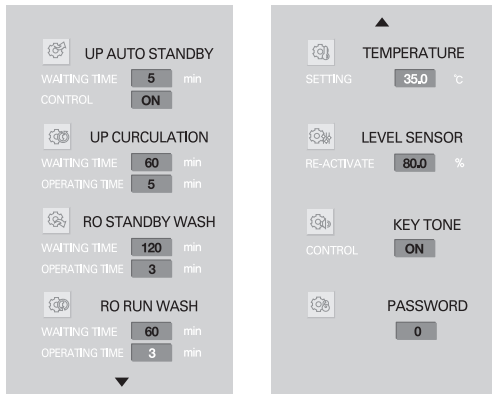 UP AUTO STANDBY
WAITING TIME 5 min
CONTROL ON
UP CURCULATION
WAITING TIME 60 min
OPERATING TIME 5 min
RO STANDBY WASH
WAITING TIME 120 min
OPERATING TIME 3 min
RO RUN WASH
WAITING TIME 60 min
OPERATING TIME 3 min
TEMPERATURE
SETTING 35.0 ℃
LEVEL SENSOR
RE-ACTIVATE 80.0 %
KEY TONE
CONTROL ON
PASSWORD
0